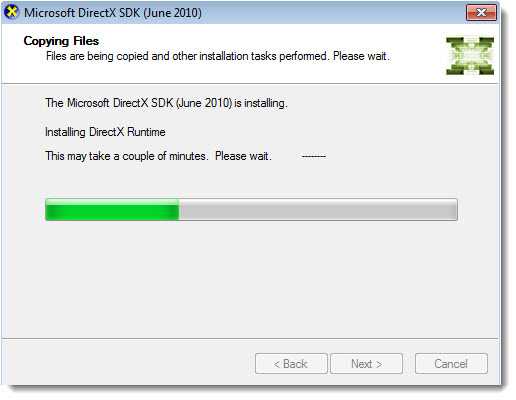 Microsoft DirectX SDK (June 2010)
Copying Files
Files are being copied and other installation tasks performed. Please wait.
The Microsoft DirectX SDK (June 2010) is installing.
Installing DirectX Runtime
This may take a couple of minutes.  Please wait. --------
< Back Next > Cancel